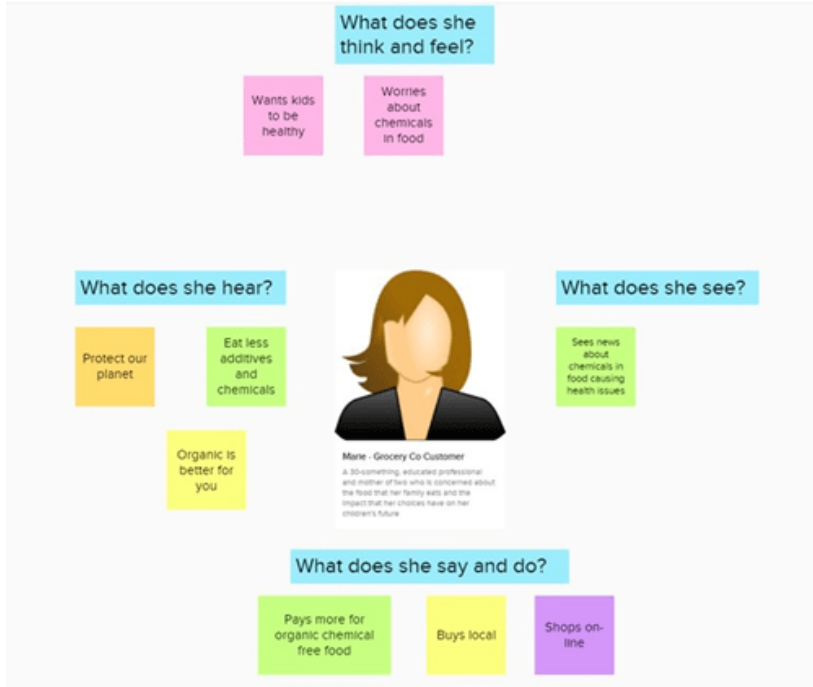 What does she
think and feel?
Wants kids
to be
healthy
Worries
about
chemicals
in food
What does she hear?
Protect our
planet
Eat less
additives
and
chemicals
Organic is
better for
you
What does she see?
Sees news
about
chemicals in
food causing
health issues
Marie - Grocery Co Customer
A 30-something, educated professional
and mother of two who is concerned about
the food that her family eats and the
impact that her choices have on her
children's future
What does she say and do?
Pays more for
organic chemical
free food
Buys local
Shops on-
line